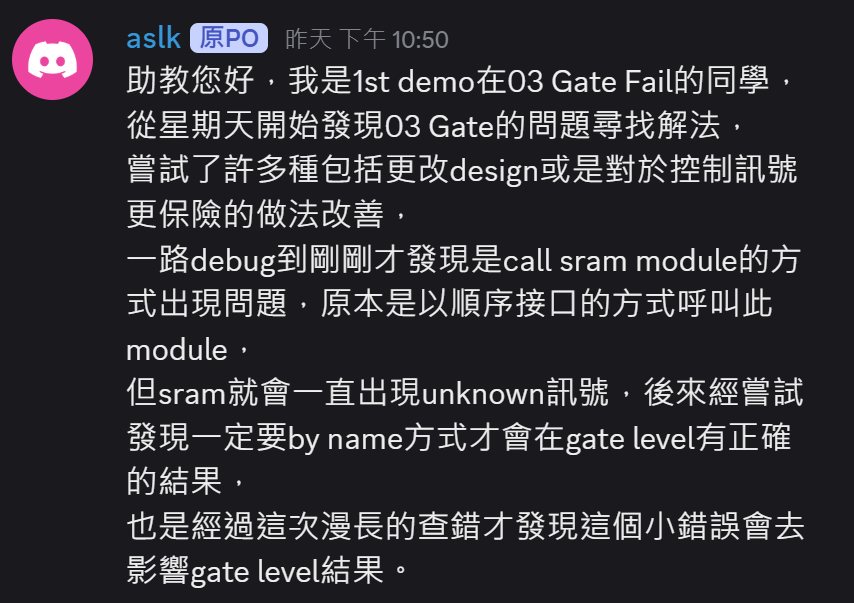 aslk 原PO 昨天 下午 10:50
助教您好，我是1st demo在03 Gate Fail的同學，
從星期天開始發現03 Gate的問題尋找解法，
嘗試了許多種包括更改design或是對於控制訊號
更保險的做法改善，
一路debug到剛剛才發現是call sram module的方
式出現問題，原本是以順序接口的方式呼叫此
module，
但sram就會一直出現unknown訊號，後來經嘗試
發現一定要by name方式才會在gate level有正確
的結果，
也是經過這次漫長的查錯才發現這個小錯誤會去
影響gate level結果。